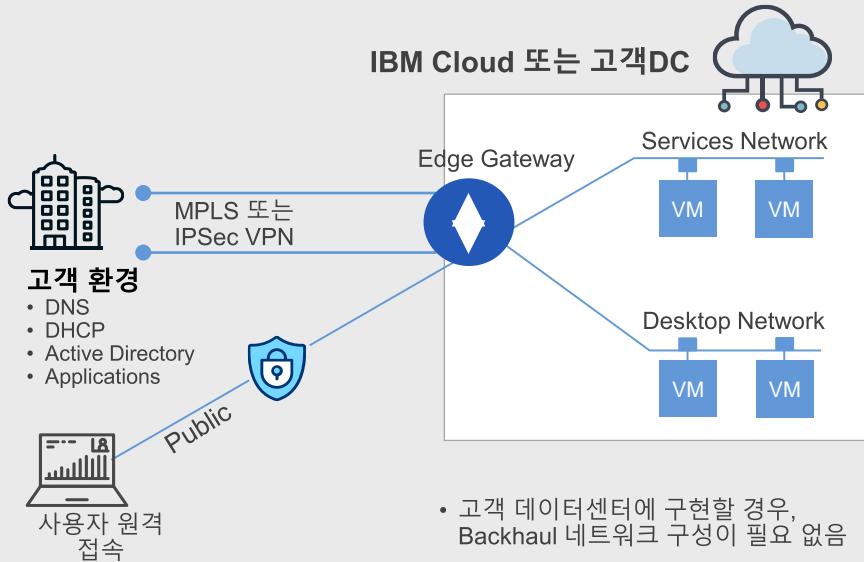 IBM Cloud 또는 고객DC
Services Network
Edge Gateway
VM
VM
MPLS 또는
IPSec VPN
고객 환경
• DNS
• DHCP
• Active Directory
• Applications
Desktop Network
VM
VM
Public
사용자 원격
접속
• 고객 데이터센터에 구현할 경우,
Backhaul 네트워크 구성이 필요 없음